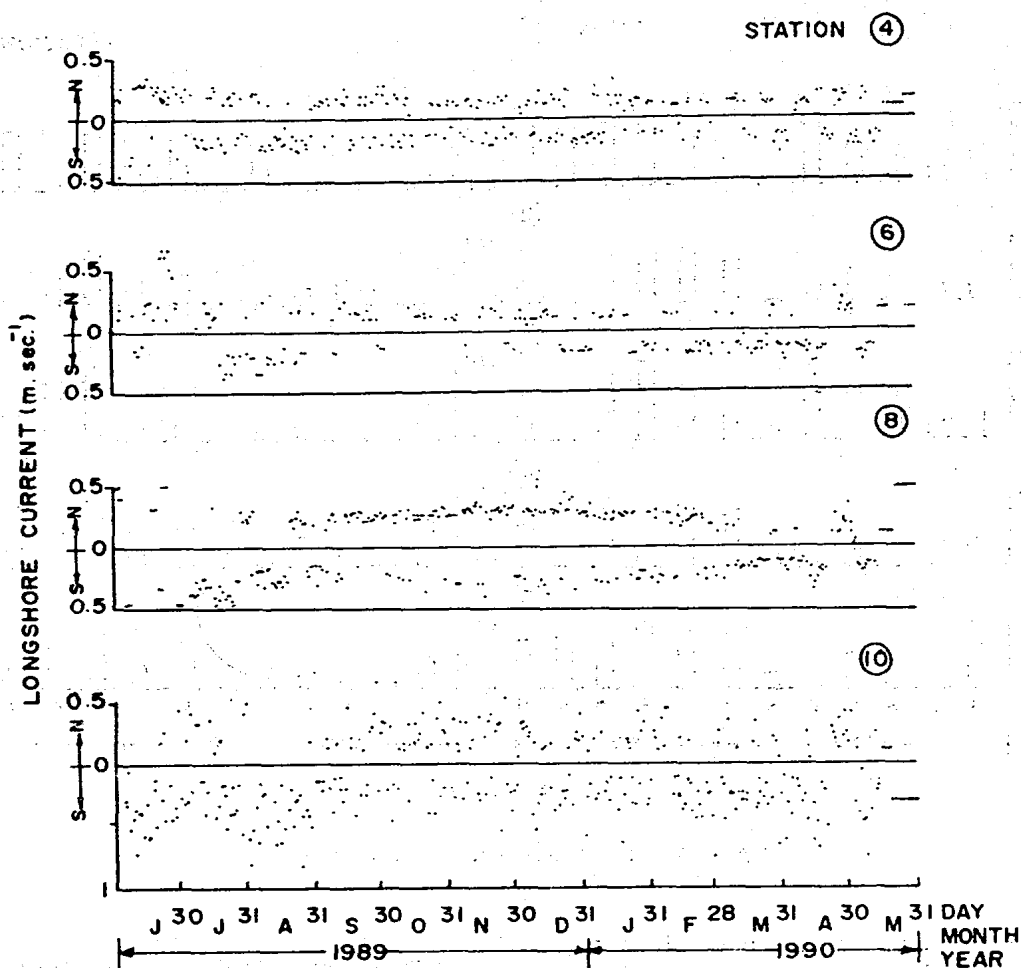 STATION 4
0.5
N
0
S
0.5
6
0.5
N
0
S
0.5
8
0.5
N
0
S
0.5
10
0.5
N
0
S
1
LONGSHORE CURRENT (m. sec.-1)
J 30 J 31 A 31 S 30 O 31 N 30 D 31 J 31 F 28 M 31 A 30 M 31 DAY
MONTH
1989 1990 YEAR